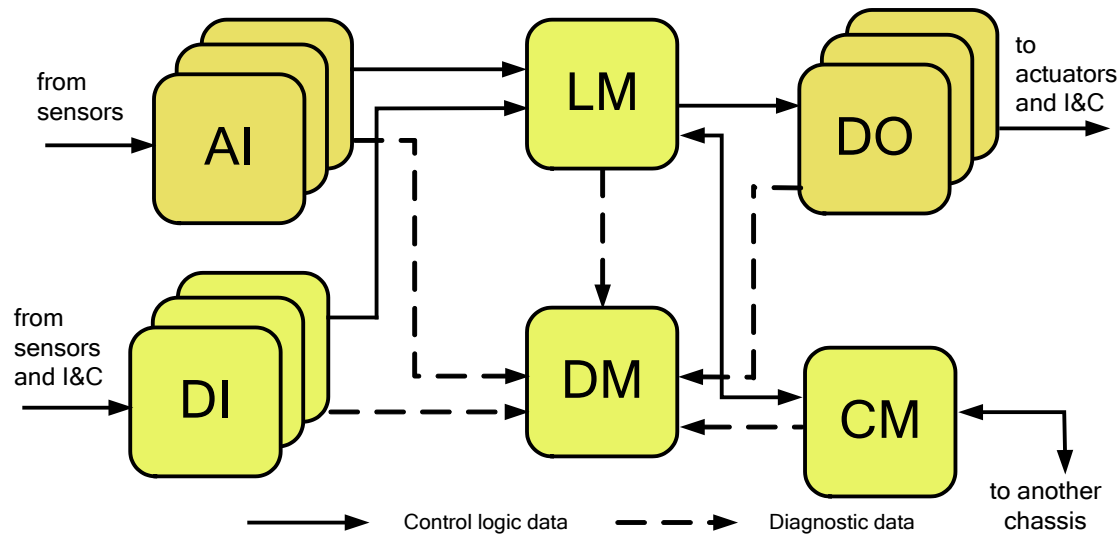 from
sensors
AI
LM
DO
to
actuators
and I&C
from
sensors
and I&C
DI
DM
CM
to another
chassis
Control logic data
Diagnostic data